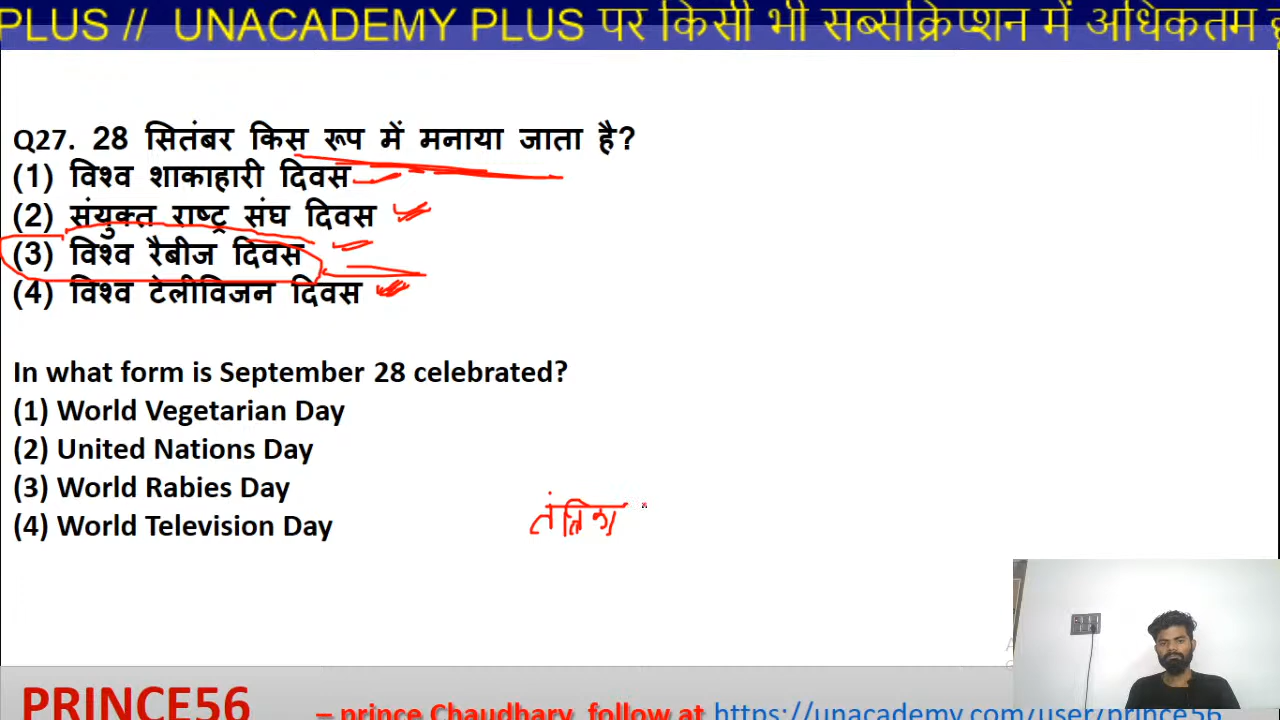 PLUS // UNACADEMY PLUS पर किसी भी सब्सक्रिप्शन में अधिकतम
Q27. 28 सितंबर किस रूप में मनाया जाता है?
(1) विश्व शाकाहारी दिवस
(2) संयुक्त राष्ट्र संघ दिवस
(3) विश्व रैबीज दिवस
(4) विश्व टेलीविजन दिवस
In what form is September 28 celebrated?
(1) World Vegetarian Day
(2) United Nations Day
(3) World Rabies Day
(4) World Television Day
तंत्रिका
PRINCE56
– prince Chaudhary follow at https://unacademy.com/user/prince56